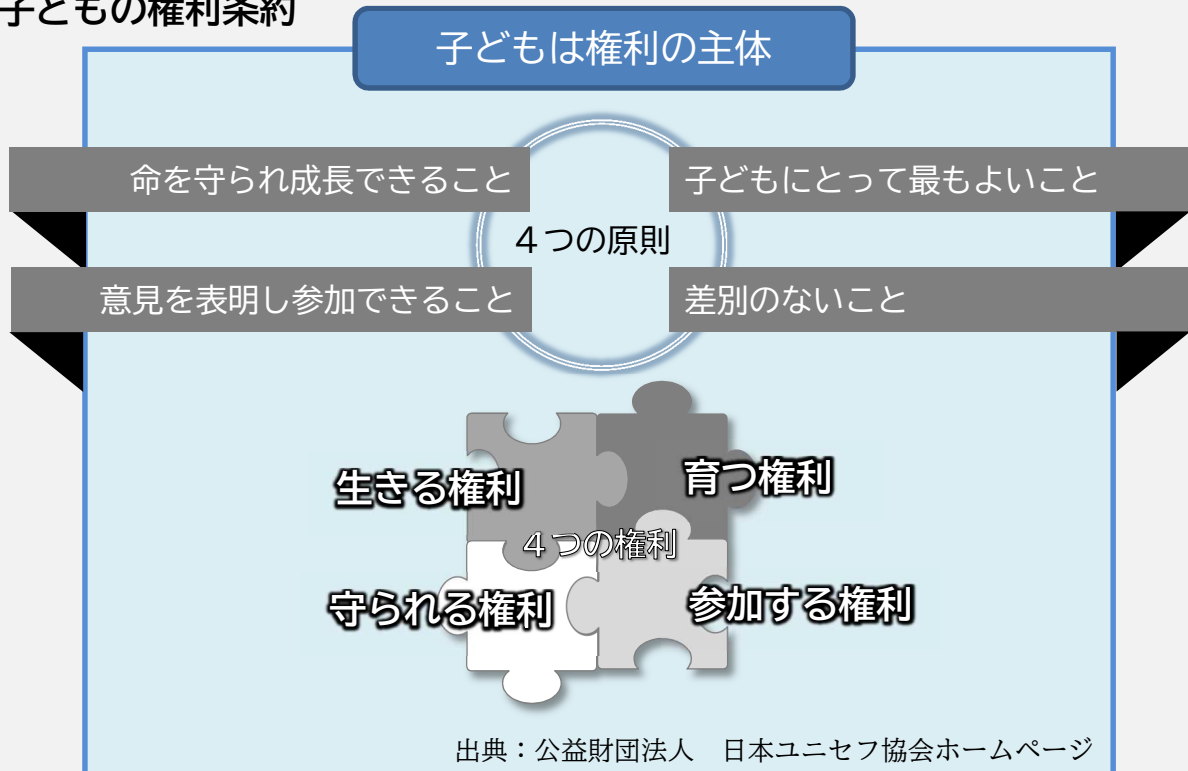 子どもの権利条約
子どもは権利の主体
命を守られ成長できること
子どもにとって最もよいこと
4つの原則
意見を表明し参加できること
差別のないこと
生きる権利
育つ権利
4つの権利
守られる権利
参加する権利
出典：公益財団法人　日本ユニセフ協会ホームページ